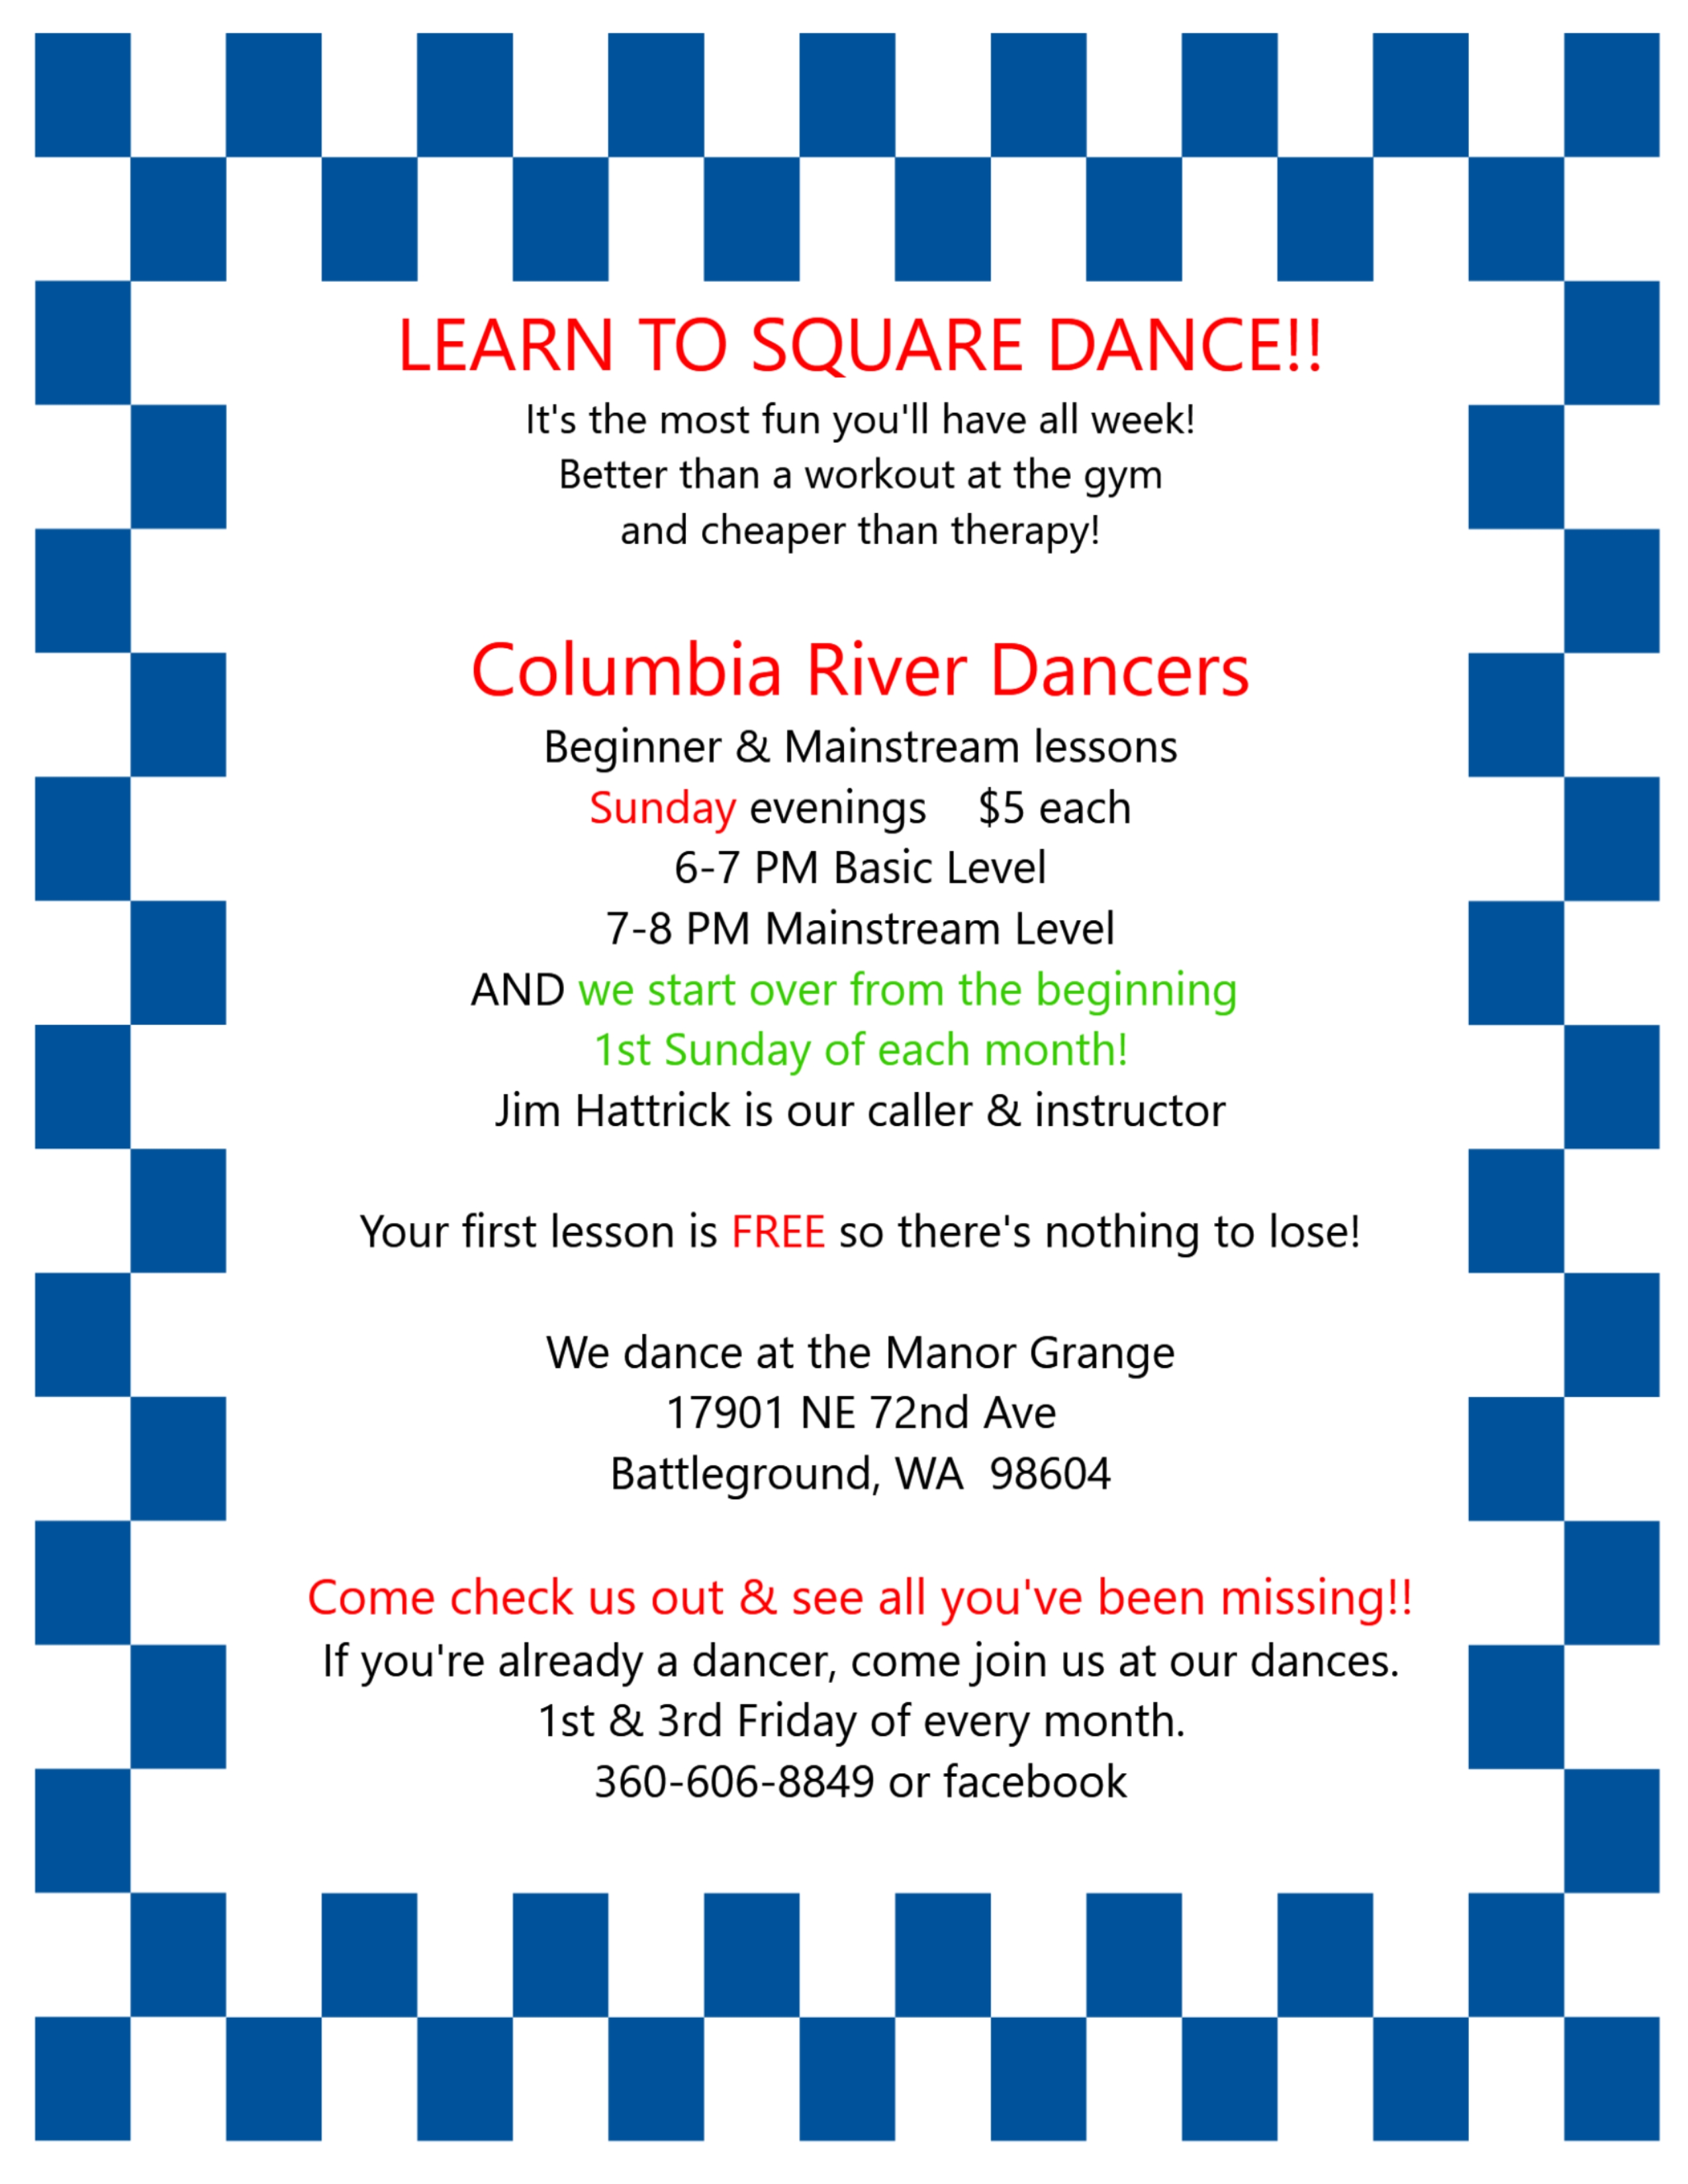 LEARN TO SQUARE DANCE!!
It's the most fun you'll have all week!
Better than a workout at the gym
and cheaper than therapy!
Columbia River Dancers
Beginner & Mainstream lessons
Sunday evenings    $5 each
6-7 PM Basic Level
7-8 PM Mainstream Level
AND we start over from the beginning
1st Sunday of each month!
Jim Hattrick is our caller & instructor
Your first lesson is FREE so there's nothing to lose!
We dance at the Manor Grange
17901 NE 72nd Ave
Battleground, WA  98604
Come check us out & see all you've been missing!!
If you're already a dancer, come join us at our dances.
1st & 3rd Friday of every month.
360-606-8849 or facebook